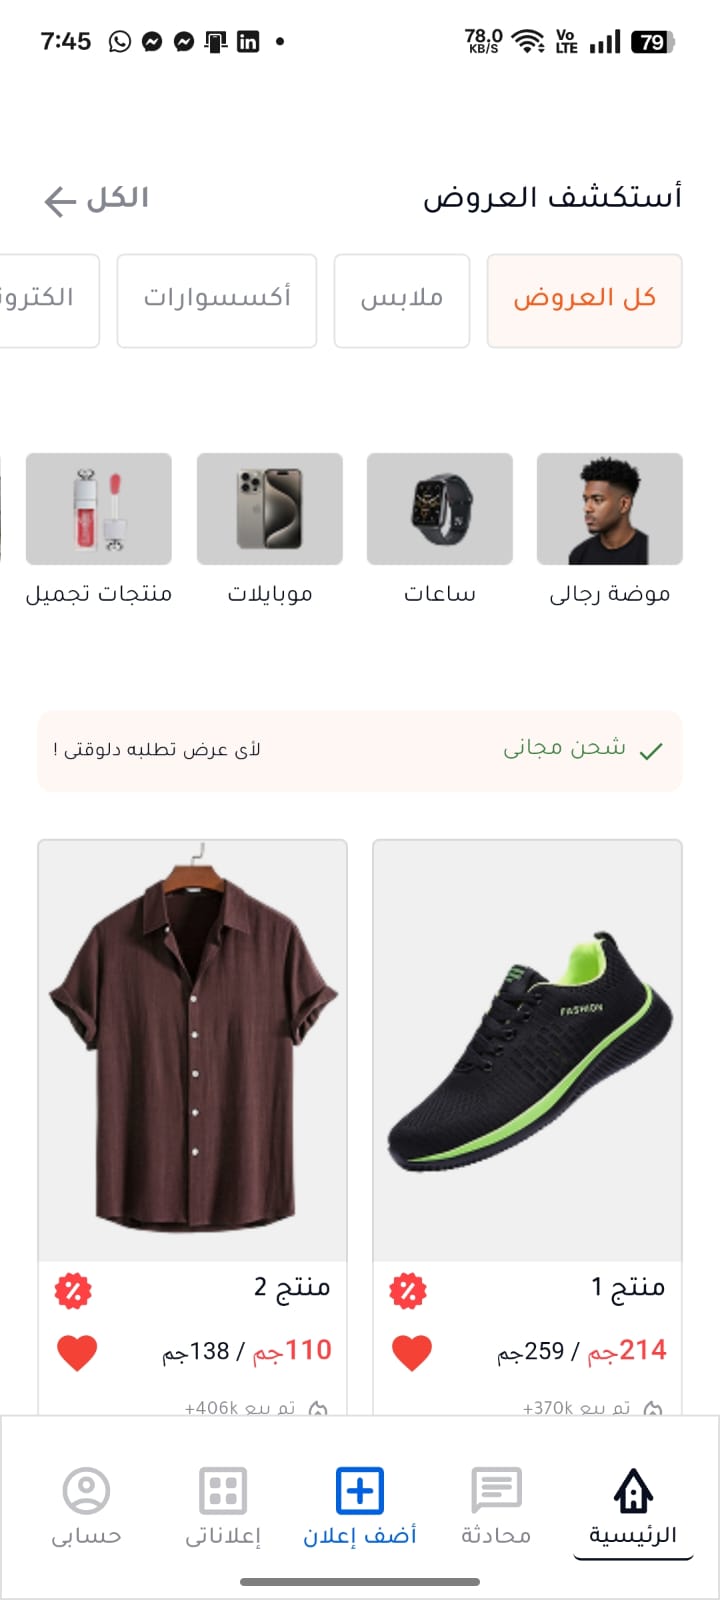 7:45
78.0 KB/S
Vo LTE
79
أستكشف العروض
الكل
كل العروض
ملابس
أكسسوارات
الكترون
موضة رجالى
ساعات
موبايلات
منتجات تجميل
شحن مجانى
لأى عرض تطلبه دلوقتى !
FASHION
منتج 1
214جم / 259جم
تم بيع 370k+
منتج 2
110جم / 138جم
تم بيع 406k+
الرئيسية
محادثة
أضف إعلان
إعلاناتى
حسابى